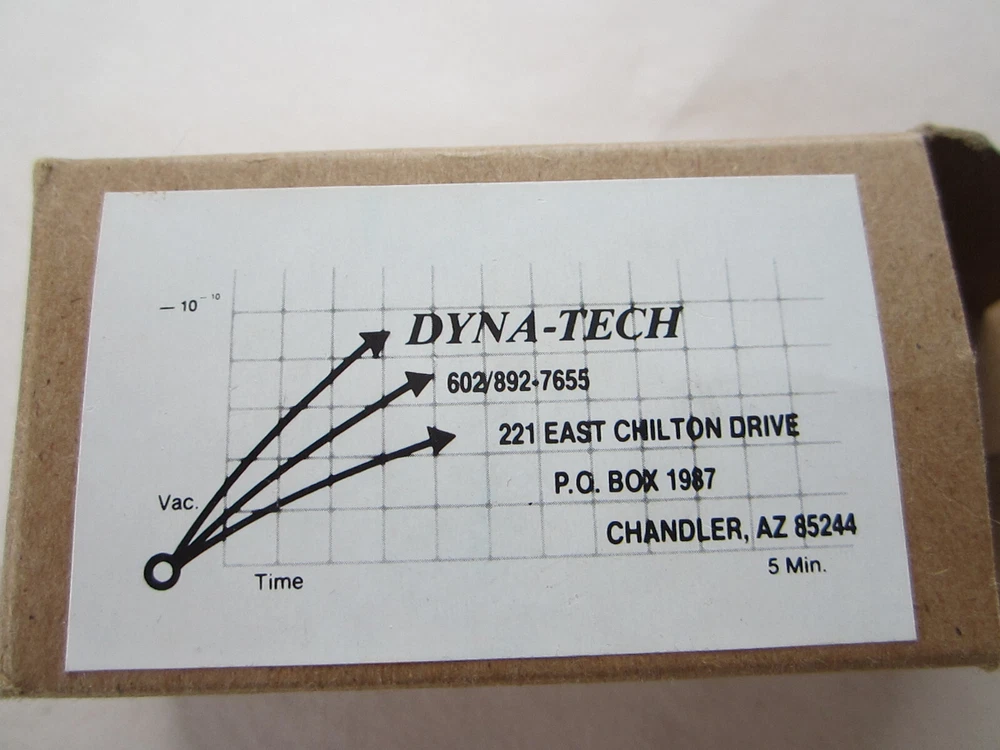 — 10⁻¹⁰
DYNA-TECH
602/892-7655
221 EAST CHILTON DRIVE
P.O. BOX 1987
Vac.
CHANDLER, AZ 85244
Time
5 Min.